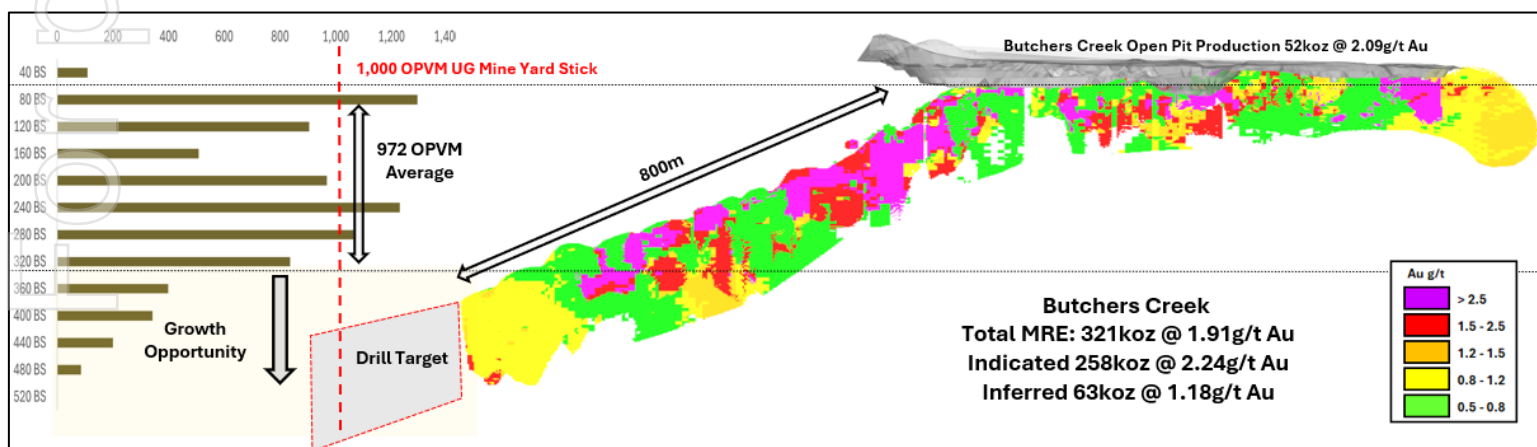 0 200 400 600 800 1,000 1,200 1,40
40 BS
80 BS
120 BS
160 BS
200 BS
240 BS
280 BS
320 BS
360 BS
400 BS
440 BS
480 BS
520 BS
1,000 OPVM UG Mine Yard Stick
972 OPVM
Average
Growth
Opportunity
Drill Target
800m
Butchers Creek Open Pit Production 52koz @ 2.09g/t Au
Butchers Creek
Total MRE: 321koz @ 1.91g/t Au
Indicated 258koz @ 2.24g/t Au
Inferred 63koz @ 1.18g/t Au
Au g/t
> 2.5
1.5 - 2.5
1.2 - 1.5
0.8 - 1.2
0.5 - 0.8